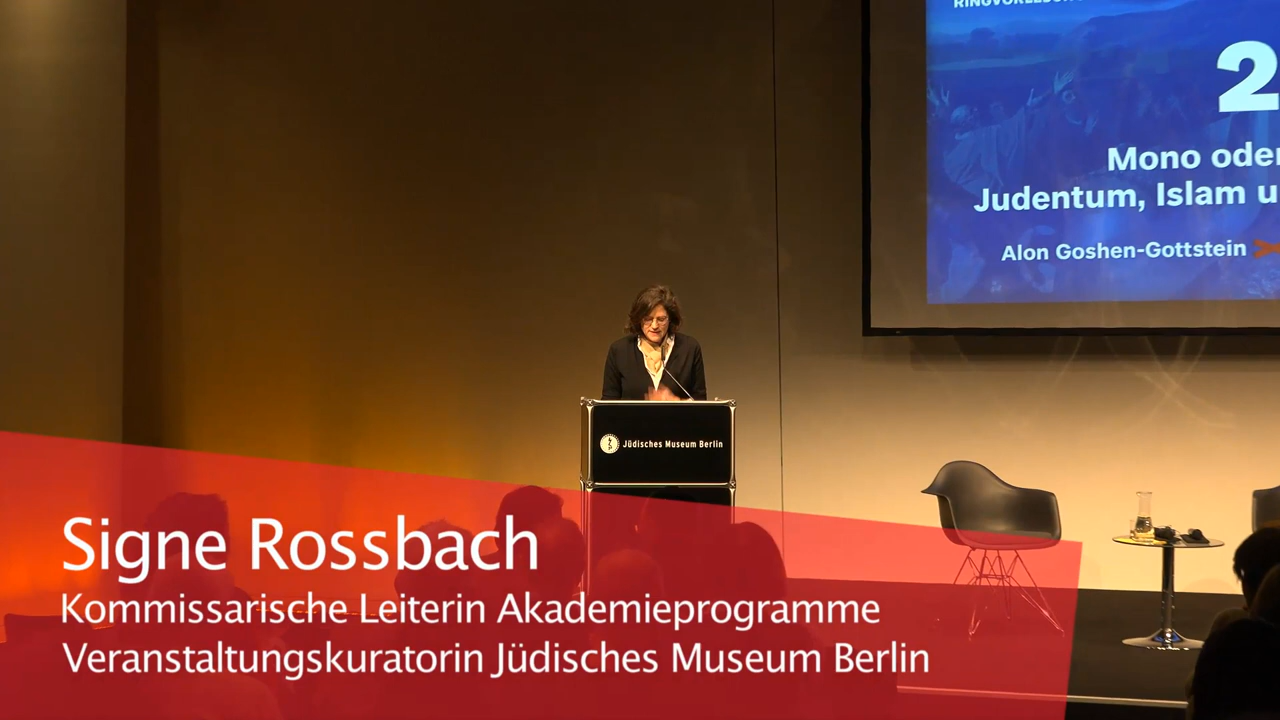 2
Mono oder
Judentum, Islam u
Alon Goshen-Gottstein
Jüdisches Museum Berlin
Signe Rossbach
Kommissarische Leiterin Akademieprogramme
Veranstaltungskuratorin Jüdisches Museum Berlin